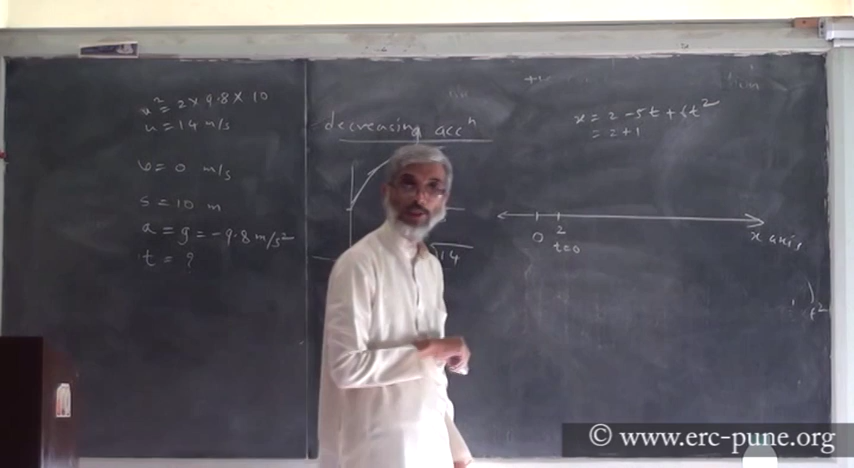 u² = 2 × 9.8 × 10
u = 14 m/s
v = 0 m/s
s = 10 m
a = g = -9.8 m/s²
t = ?
decreasing accⁿ
14
x = 2 - 5t + 6t²
= 2 + 1
0 2
t=0
x axis
t²
© www.erc-pune.org